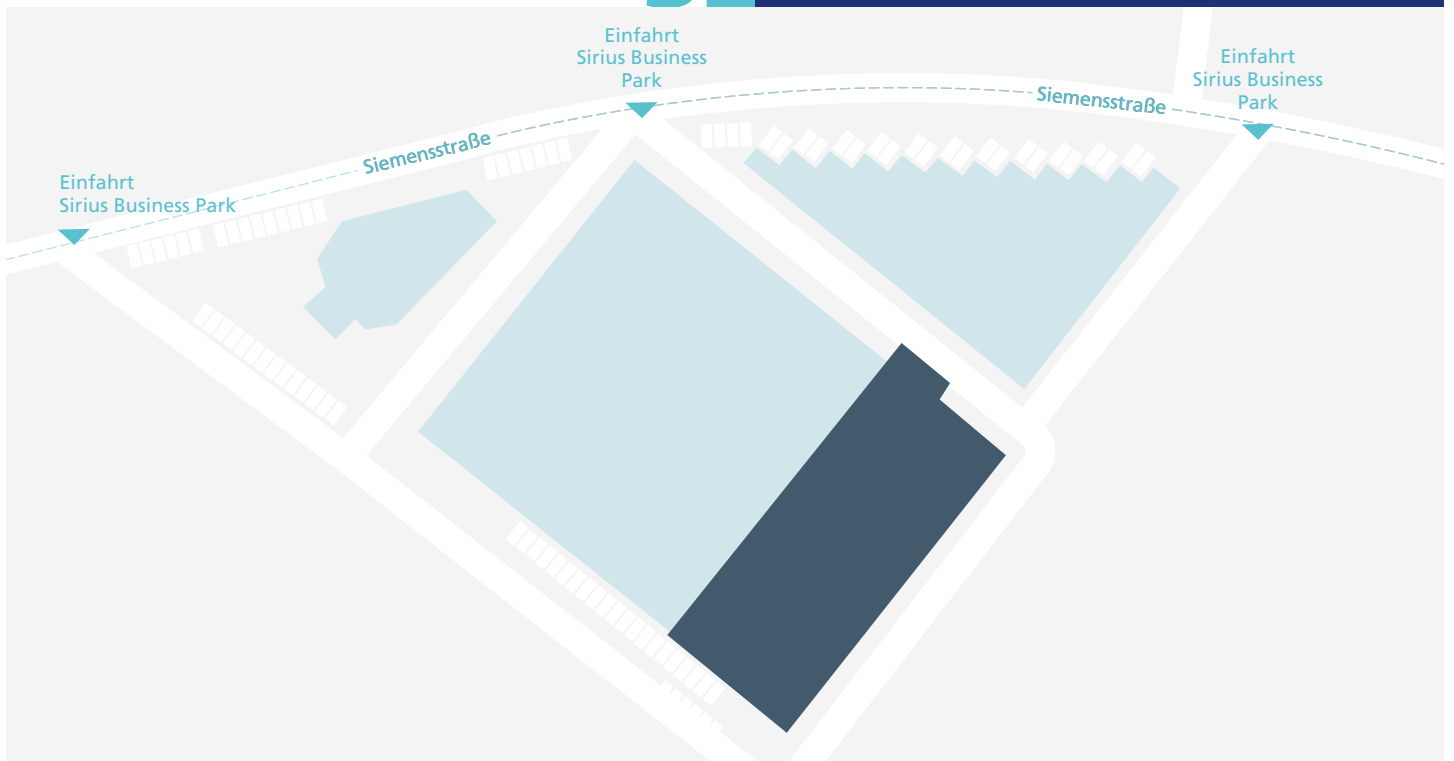 Einfahrt
Sirius Business
Park
Einfahrt
Sirius Business
Park
Siemensstraße
Siemensstraße
Einfahrt
Sirius Business Park